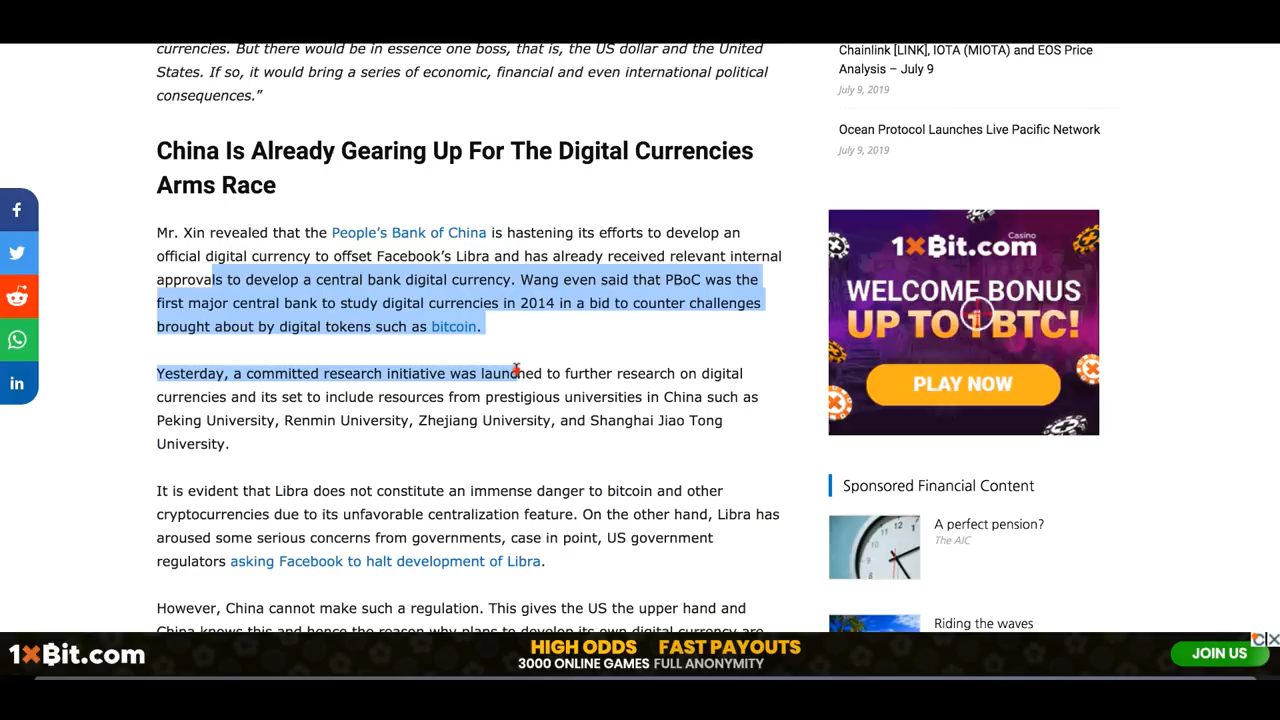 currencies. But there would be in essence one boss, that is, the US dollar and the United
States. If so, it would bring a series of economic, financial and even international political
consequences."
China Is Already Gearing Up For The Digital Currencies
Arms Race
Mr. Xin revealed that the People's Bank of China is hastening its efforts to develop an
official digital currency to offset Facebook's Libra and has already received relevant internal
approvals to develop a central bank digital currency. Wang even said that PBoC was the
first major central bank to study digital currencies in 2014 in a bid to counter challenges
brought about by digital tokens such as bitcoin.
Yesterday, a committed research initiative was launched to further research on digital
currencies and its set to include resources from prestigious universities in China such as
Peking University, Renmin University, Zhejiang University, and Shanghai Jiao Tong
University.
It is evident that Libra does not constitute an immense danger to bitcoin and other
cryptocurrencies due to its unfavorable centralization feature. On the other hand, Libra has
aroused some serious concerns from governments, case in point, US government
regulators asking Facebook to halt development of Libra.
However, China cannot make such a regulation. This gives the US the upper hand and
China knows this and hence the reason why plans to develop its own digital currency are
Chainlink [LINK], IOTA (MIOTA) and EOS Price
Analysis – July 9
July 9, 2019
Ocean Protocol Launches Live Pacific Network
July 9, 2019
1XBit.com
Casino
WELCOME BONUS
UP TO 1 BTC!
PLAY NOW
Sponsored Financial Content
A perfect pension?
The AIC
Riding the waves
1XBit.com
HIGH ODDS FAST PAYOUTS
3000 ONLINE GAMES FULL ANONYMITY
JOIN US